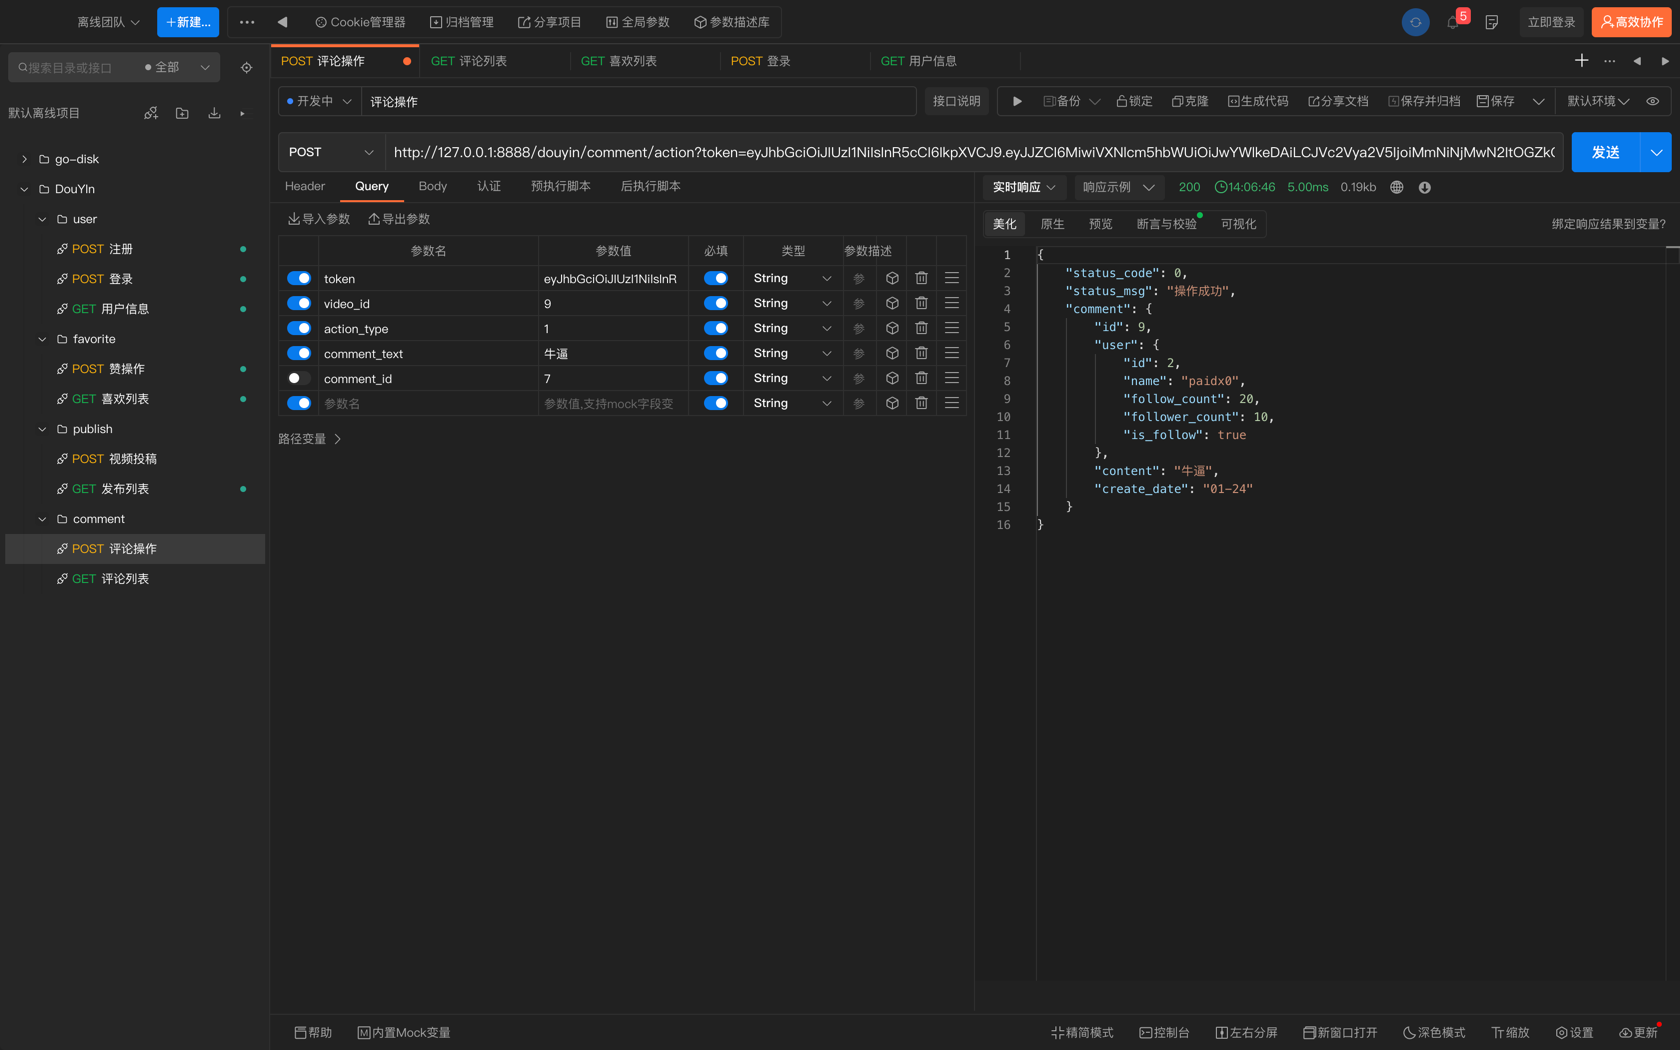 离线团队
+新建...
Cookie管理器
归档管理
分享项目
全局参数
参数描述库
5
立即登录
高效协作
搜索目录或接口
全部
POST 评论操作
GET 评论列表
GET 喜欢列表
POST 登录
GET 用户信息
开发中
评论操作
接口说明
备份
锁定
克隆
生成代码
分享文档
保存并归档
保存
默认环境
默认离线项目
go-disk
DouYIn
user
POST 注册
POST 登录
GET 用户信息
favorite
POST 赞操作
GET 喜欢列表
publish
POST 视频投稿
GET 发布列表
comment
POST 评论操作
GET 评论列表
POST
发送
Header
Query
Body
认证
预执行脚本
后执行脚本
导入参数
导出参数
参数名 参数值 必填 类型 参数描述
token eyJhbGciOiJIUzI1NiIsInR String 参
video_id 9 String 参
action_type 1 String 参
comment_text 牛逼 String 参
comment_id 7 String 参
参数名 参数值,支持mock字段变 String 参
路径变量
实时响应
响应示例
200
14:06:46
5.00ms
0.19kb
美化
原生
预览
断言与校验
可视化
绑定响应结果到变量?
1 {
2 "status_code": 0,
3 "status_msg": "操作成功",
4 "comment": {
5 "id": 9,
6 "user": {
7 "id": 2,
8 "name": "paidx0",
9 "follow_count": 20,
10 "follower_count": 10,
11 "is_follow": true
12 },
13 "content": "牛逼",
14 "create_date": "01-24"
15 }
16 }
帮助
内置Mock变量
精简模式
控制台
左右分屏
新窗口打开
深色模式
缩放
设置
更新